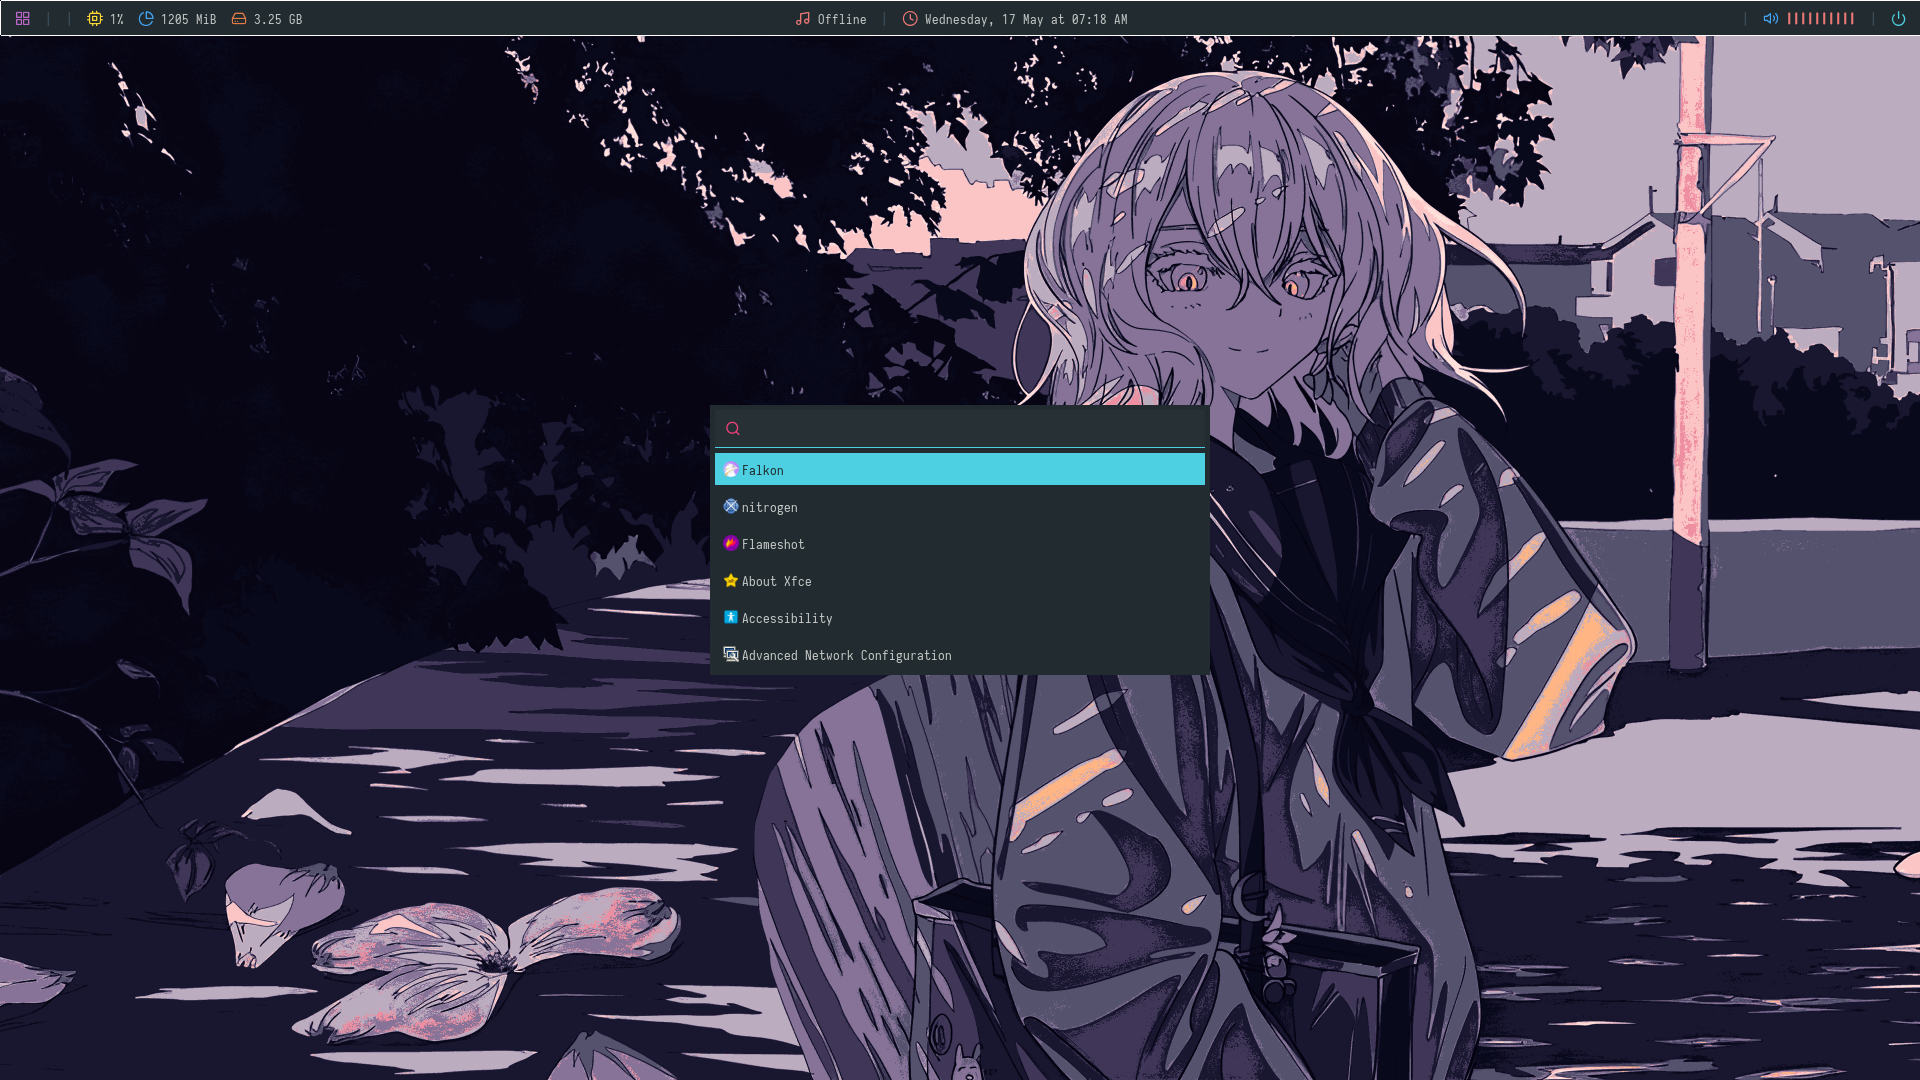 1% 1205 MiB 3.25 GB Offline Wednesday, 17 May at 07:18 AM
Falkon
nitrogen
Flameshot
About Xfce
Accessibility
Advanced Network Configuration